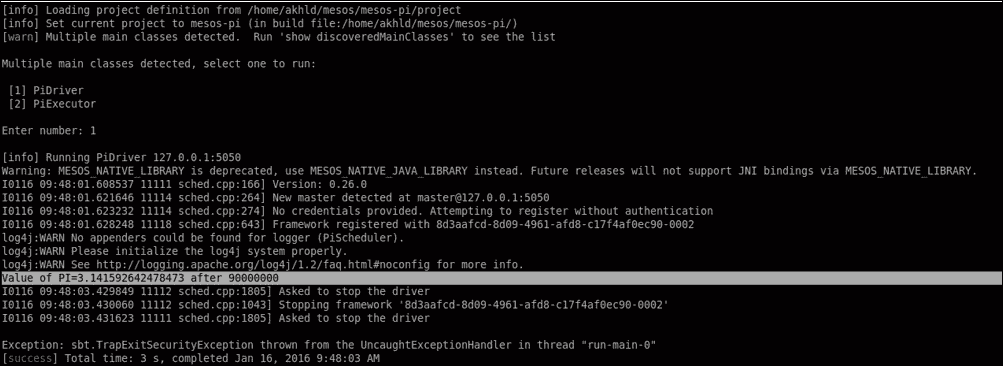 [info] Loading project definition from /home/akhld/mesos/mesos-pi/project
[info] Set current project to mesos-pi (in build file:/home/akhld/mesos/mesos-pi/)
[warn] Multiple main classes detected.  Run 'show discoveredMainClasses' to see the list
Multiple main classes detected, select one to run:
[1] PiDriver
[2] PiExecutor
Enter number: 1
[info] Running PiDriver 127.0.0.1:5050
Warning: MESOS_NATIVE_LIBRARY is deprecated, use MESOS_NATIVE_JAVA_LIBRARY instead. Future releases will not support JNI bindings via MESOS_NATIVE_LIBRARY.
I0116 09:48:01.608537 11111 sched.cpp:166] Version: 0.26.0
I0116 09:48:01.621646 11114 sched.cpp:264] New master detected at master@127.0.0.1:5050
I0116 09:48:01.623232 11114 sched.cpp:274] No credentials provided. Attempting to register without authentication
I0116 09:48:01.628248 11118 sched.cpp:643] Framework registered with 8d3aafcd-8d09-4961-afd8-c17f4af0ec90-0002
log4j:WARN No appenders could be found for logger (PiScheduler).
log4j:WARN Please initialize the log4j system properly.
log4j:WARN See http://logging.apache.org/log4j/1.2/faq.html#noconfig for more info.
Value of PI=3.141592642478473 after 90000000
I0116 09:48:03.429849 11112 sched.cpp:1805] Asked to stop the driver
I0116 09:48:03.430060 11112 sched.cpp:1043] Stopping framework '8d3aafcd-8d09-4961-afd8-c17f4af0ec90-0002'
I0116 09:48:03.431623 11111 sched.cpp:1805] Asked to stop the driver
Exception: sbt.TrapExitSecurityException thrown from the UncaughtExceptionHandler in thread "run-main-0"
[success] Total time: 3 s, completed Jan 16, 2016 9:48:03 AM